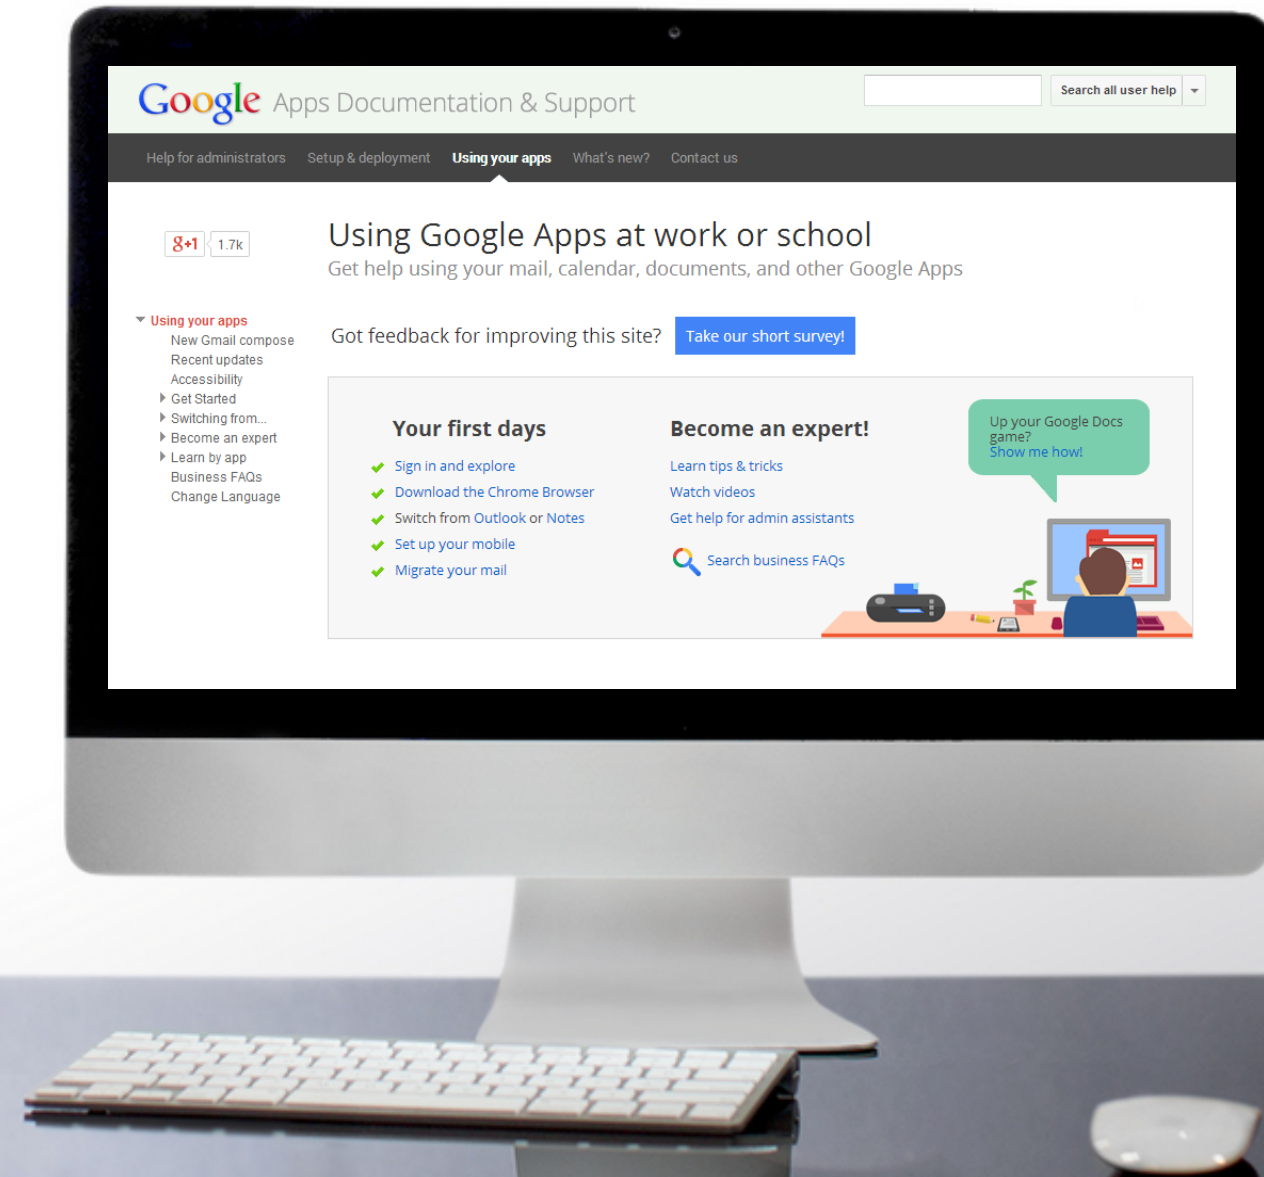 Google Apps Documentation & Support
Search all user help
Help for administrators Setup & deployment Using your apps What's new? Contact us
g+1 1.7k
Using Google Apps at work or school
Get help using your mail, calendar, documents, and other Google Apps
Using your apps
New Gmail compose
Recent updates
Accessibility
Get Started
Switching from...
Become an expert
Learn by app
Business FAQs
Change Language
Got feedback for improving this site? Take our short survey!
Your first days
Sign in and explore
Download the Chrome Browser
Switch from Outlook or Notes
Set up your mobile
Migrate your mail
Become an expert!
Learn tips & tricks
Watch videos
Get help for admin assistants
Search business FAQs
Up your Google Docs
game?
Show me how!